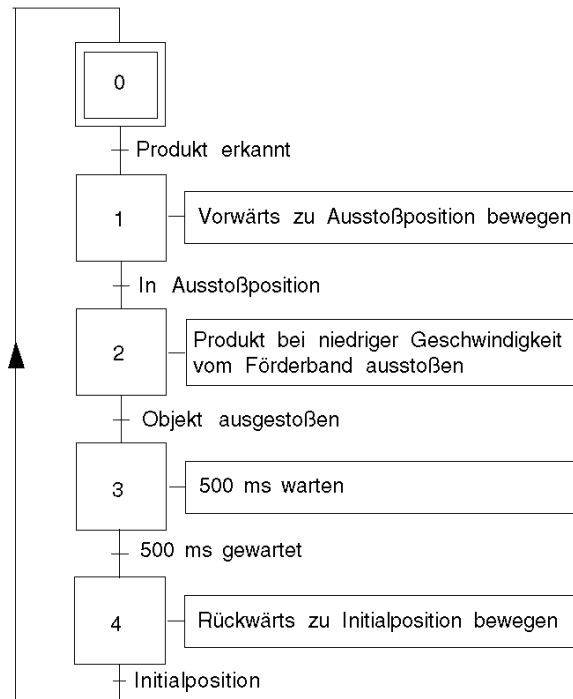 0
Produkt erkannt
1
Vorwärts zu Ausstoßposition bewegen
In Ausstoßposition
2
Produkt bei niedriger Geschwindigkeit
vom Förderband ausstoßen
Objekt ausgestoßen
3
500 ms warten
500 ms gewartet
4
Rückwärts zu Initialposition bewegen
Initialposition